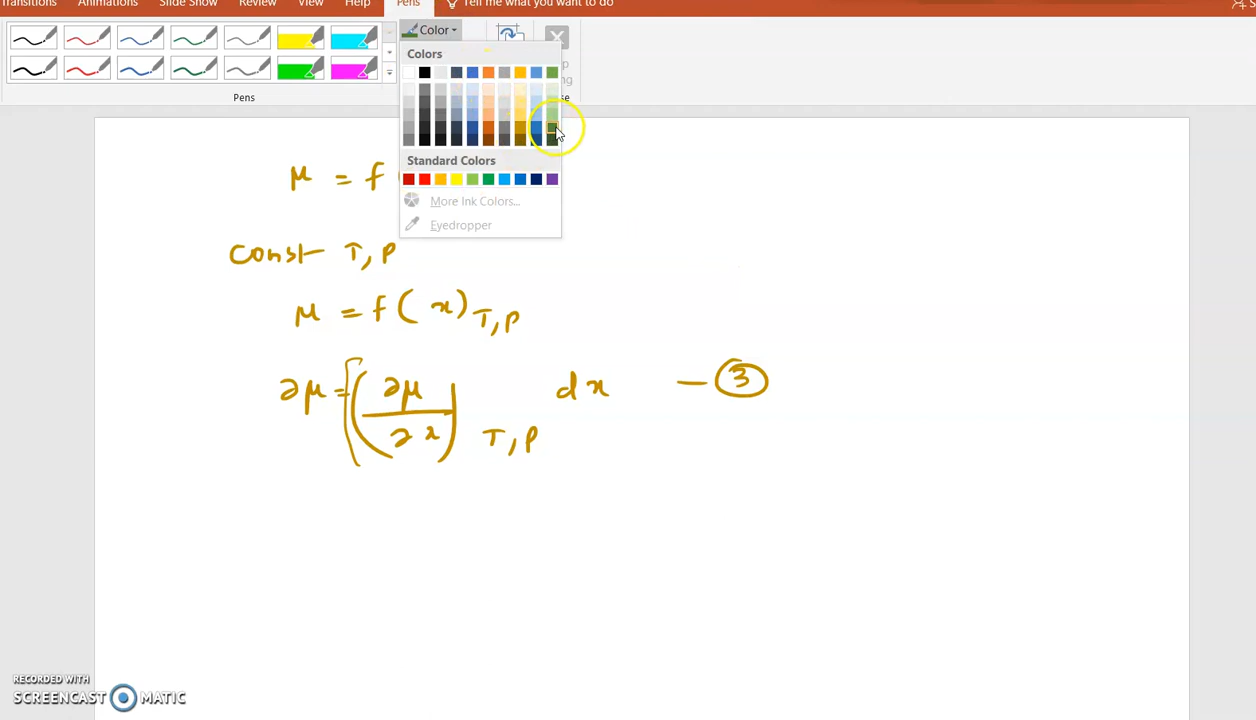 Transitions Animations Slide Show Review View Help Pens Tell me what you want to do
Color
Colors
Standard Colors
More Ink Colors...
Eyedropper
Pens
μ = f
Const T, P
μ = f( x)T,P
∂μ = [(∂μ/∂x) T,P dx — ③
RECORDED WITH
SCREENCAST MATIC